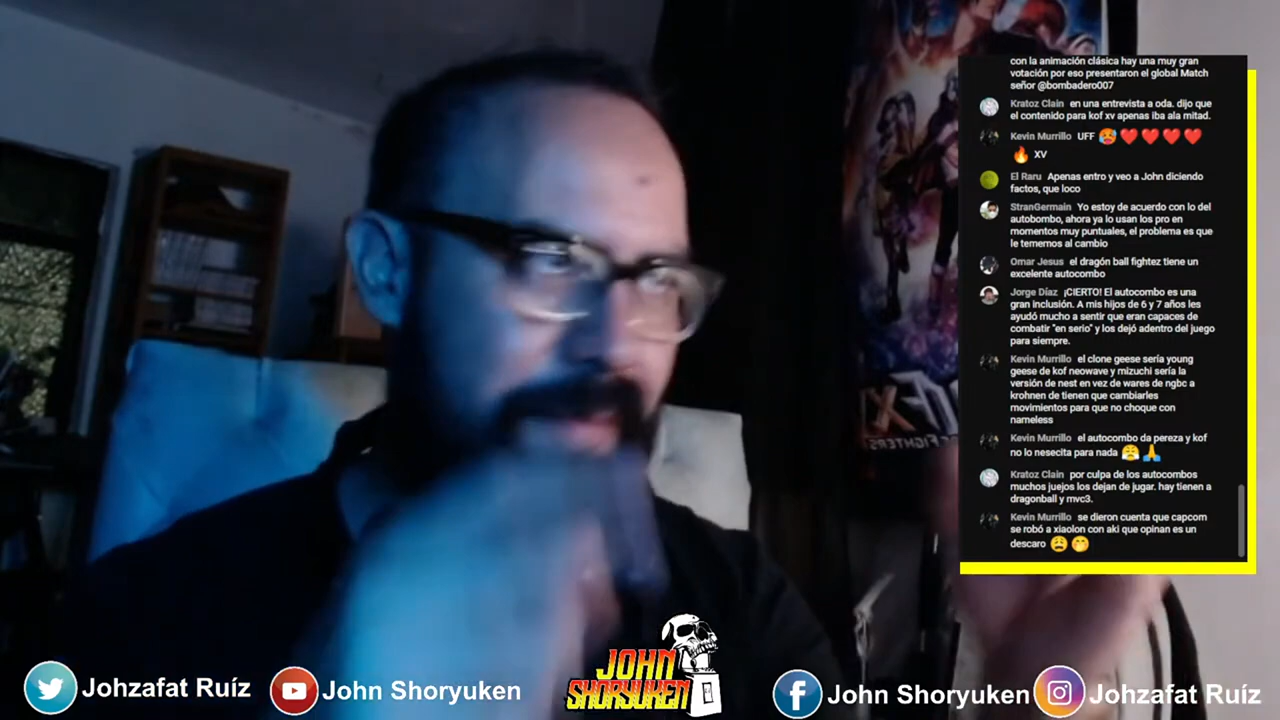 con la animación clásica hay una muy gran
votación por eso presentaron el global Match
señor @bombadero007
Kratoz Clain en una entrevista a oda. dijo que
el contenido para kof xv apenas iba ala mitad.
Kevin Murrillo UFF 🥵❤️❤️❤️❤️
🔥 XV
El Raru Apenas entro y veo a John diciendo
factos, que loco
StranGermain Yo estoy de acuerdo con lo del
autobombo, ahora ya lo usan los pro en
momentos muy puntuales, el problema es que
le tememos al cambio
Omar Jesus el dragón ball fightez tiene un
excelente autocombo
Jorge Díaz ¡CIERTO! El autocombo es una
gran inclusión. A mis hijos de 6 y 7 años les
ayudó mucho a sentir que eran capaces de
combatir "en serio" y los dejó adentro del juego
para siempre.
Kevin Murrillo el clone geese sería young
geese de kof neowave y mizuchi sería la
versión de nest en vez de wares de ngbc a
krohnen de tienen que cambiarles
movimientos para que no choque con
nameless
Kevin Murrillo el autocombo da pereza y kof
no lo nesecita para nada 😤🙏
Kratoz Clain por culpa de los autocombos
muchos juejos los dejan de jugar. hay tienen a
dragonball y mvc3.
Kevin Murrillo se dieron cuenta que capcom
se robó a xiaolon con aki que opinan es un
descaro 😩🤭
JOHN
SHORYUKEN
Johzafat Ruíz
John Shoryuken
John Shoryuken
Johzafat Ruíz